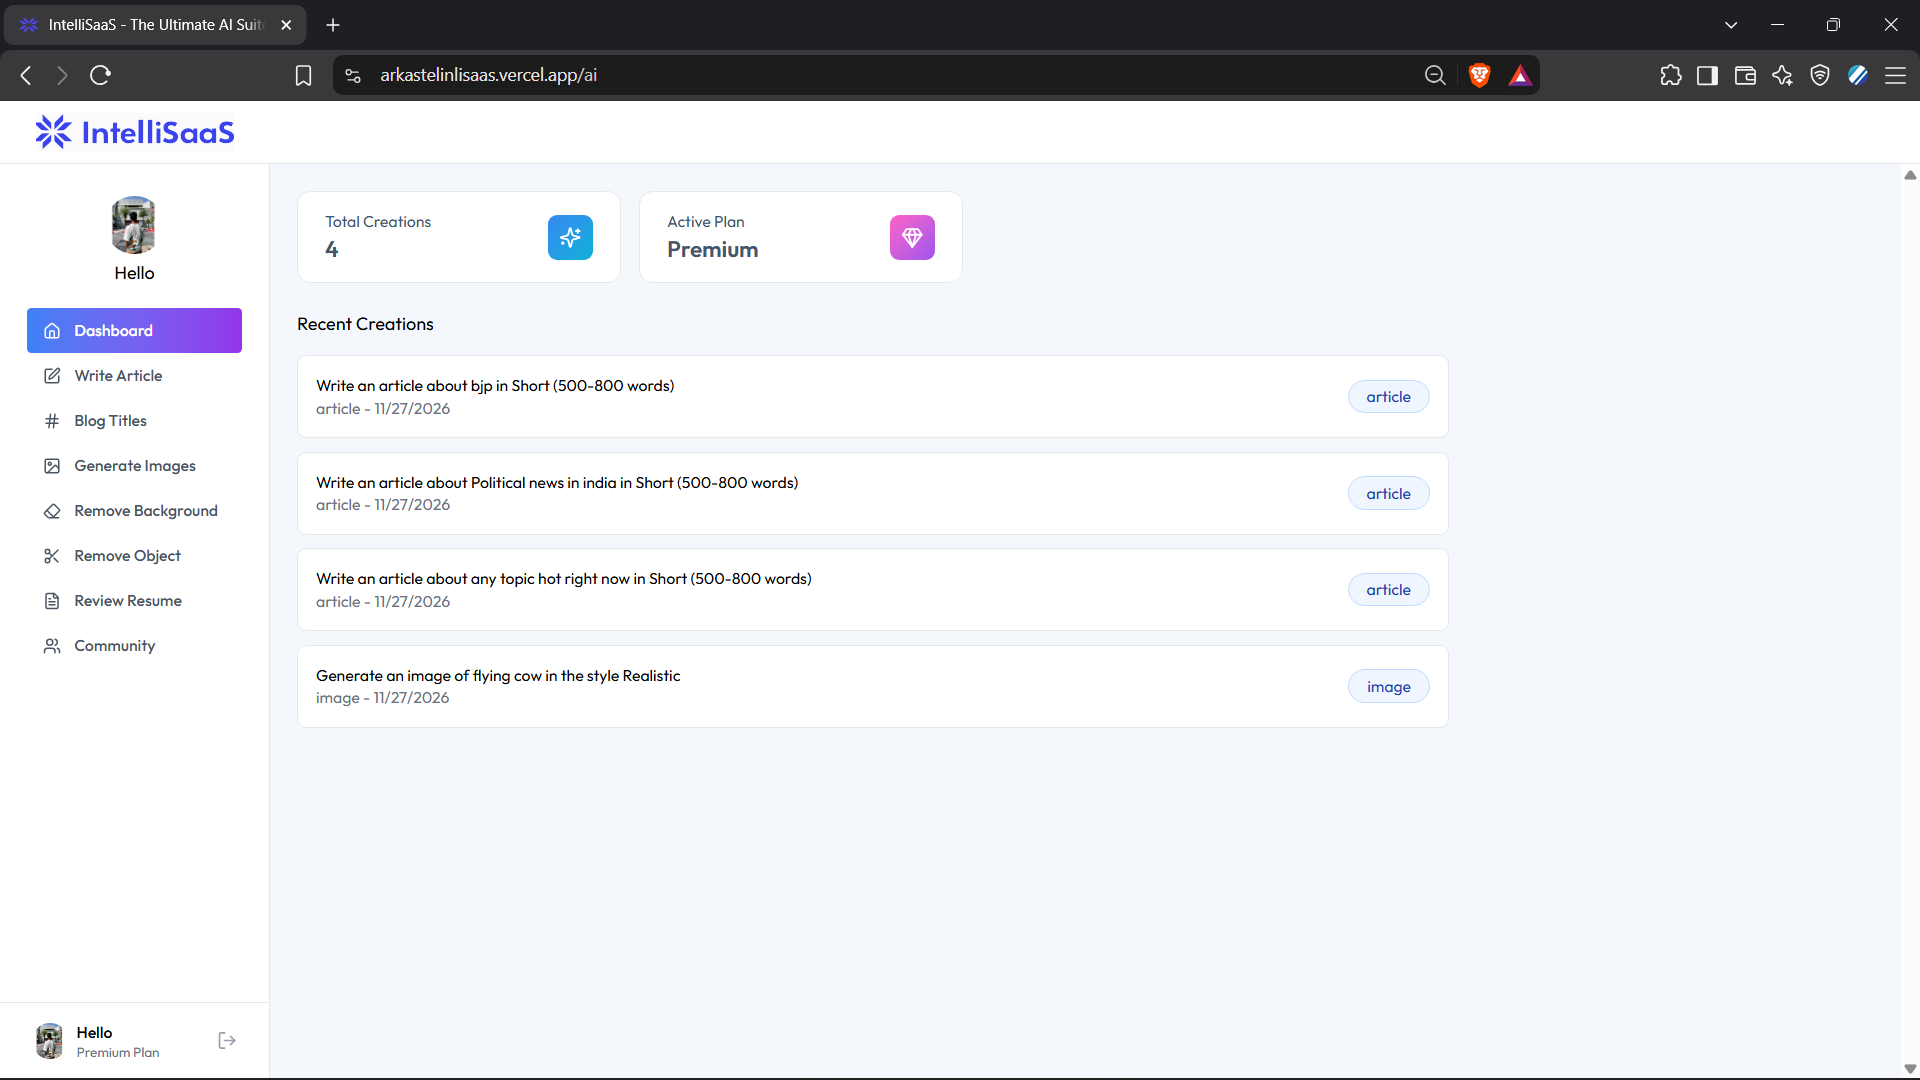 IntelliSaaS - The Ultimate AI Suit
arkastelinlisaas.vercel.app/ai
IntelliSaaS
Hello
Dashboard
Write Article
Blog Titles
Generate Images
Remove Background
Remove Object
Review Resume
Community
Hello
Premium Plan
Total Creations
4
Active Plan
Premium
Recent Creations
Write an article about bjp in Short (500-800 words)
article - 11/27/2026
article
Write an article about Political news in india in Short (500-800 words)
article - 11/27/2026
article
Write an article about any topic hot right now in Short (500-800 words)
article - 11/27/2026
article
Generate an image of flying cow in the style Realistic
image - 11/27/2026
image